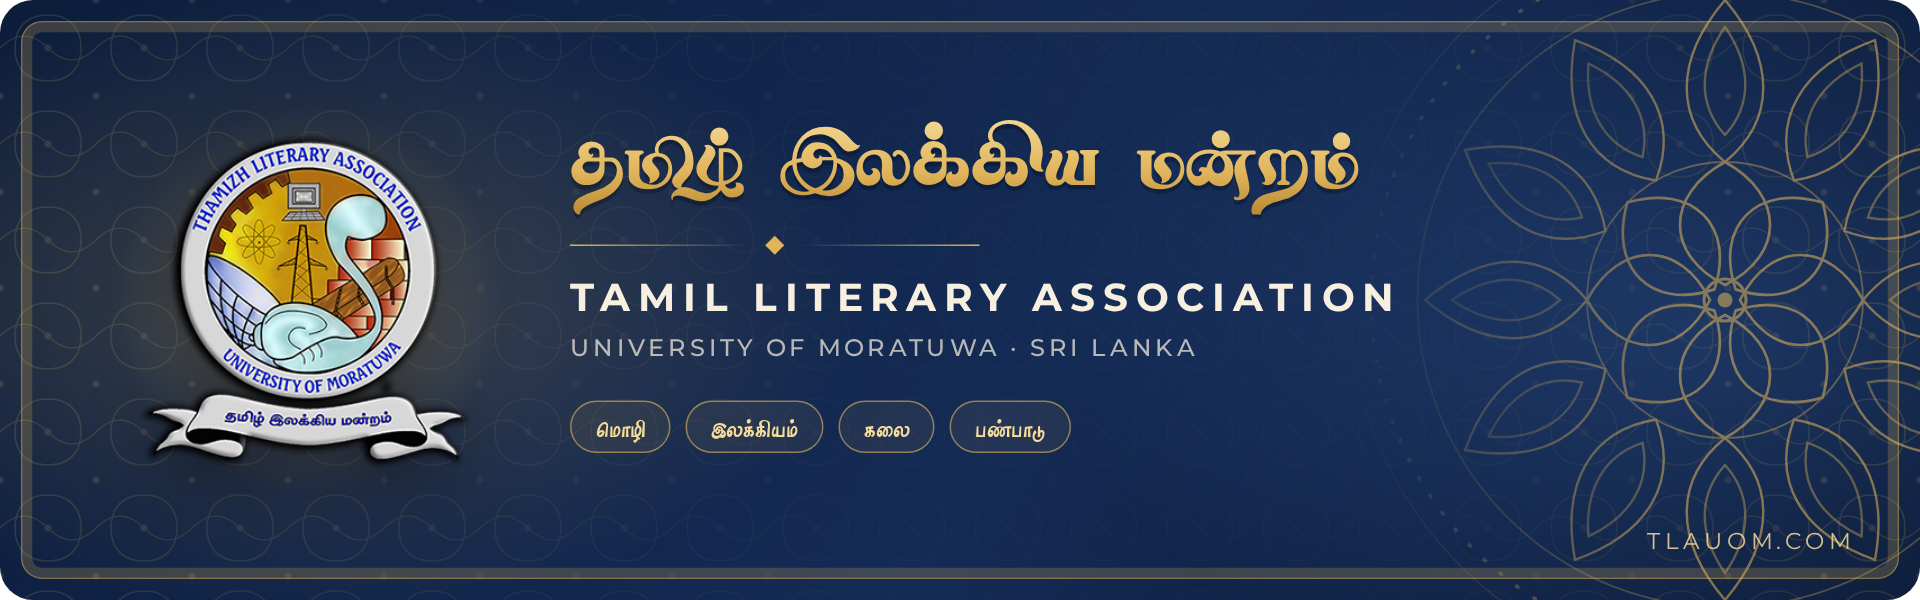 THAMIZH LITERARY ASSOCIATION
UNIVERSITY OF MORATUWA
தமிழ் இலக்கிய மன்றம்
தமிழ் இலக்கிய மன்றம்
TAMIL LITERARY ASSOCIATION
UNIVERSITY OF MORATUWA · SRI LANKA
மொழி இலக்கியம் கலை பண்பாடு
TLAUOM.COM